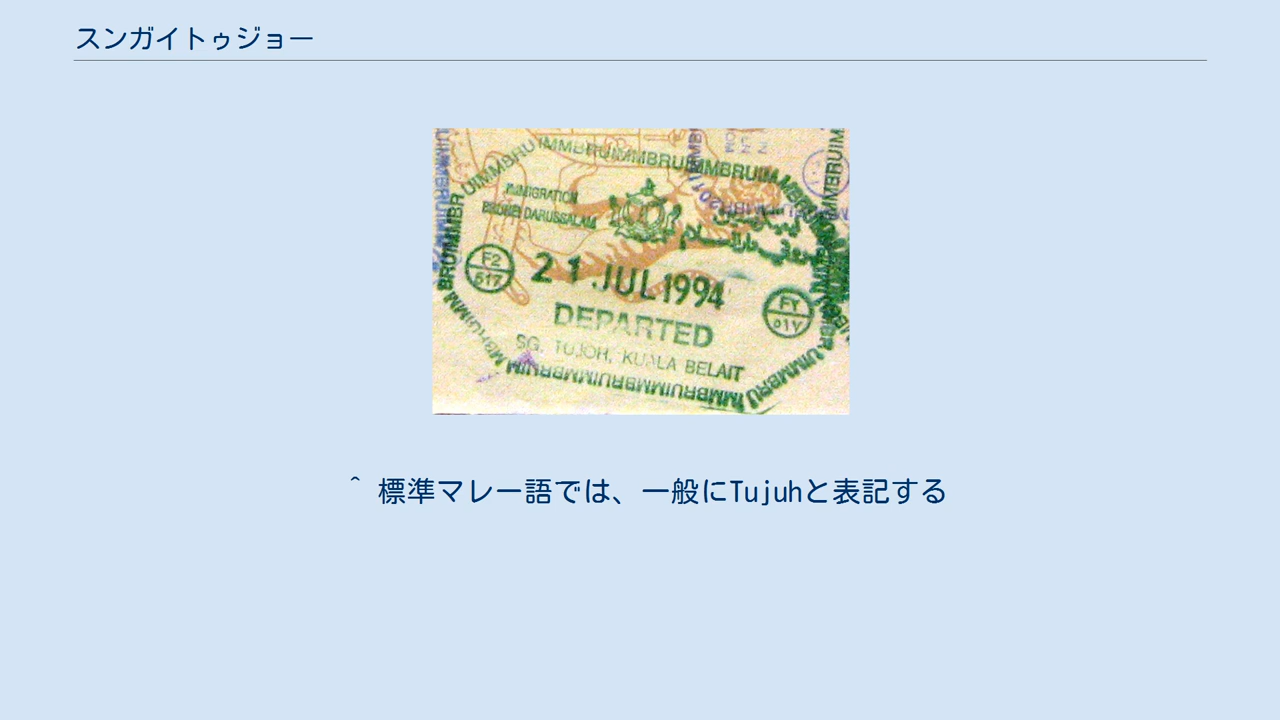 スンガイトゥジョー
IMMIGRATION
BRUNEI DARUSSALAM
F2
517
21 JUL 1994
FY
٥١٧
DEPARTED
SG. TUJOH, KUALA BELAIT
^ 標準マレー語では、一般にTujuhと表記する